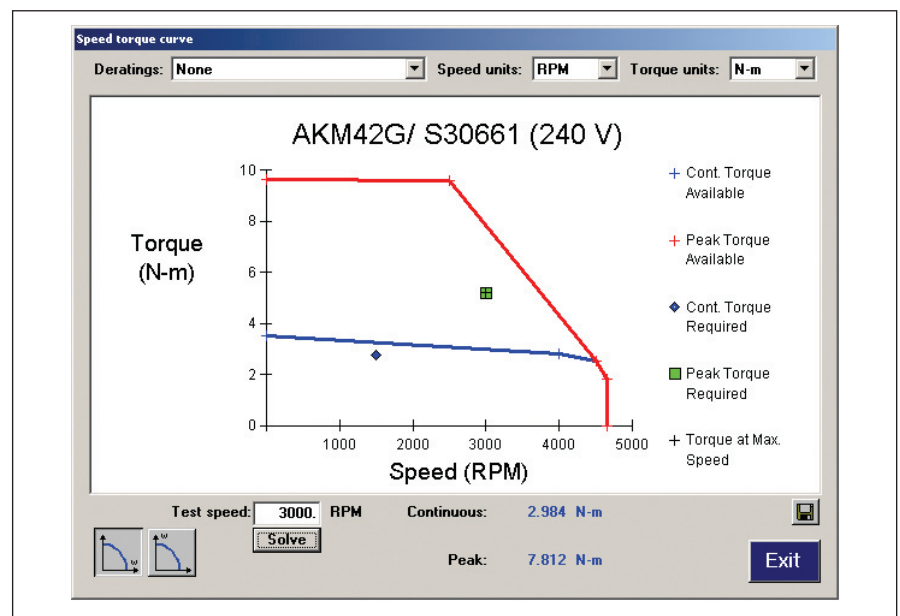 Speed torque curve
Deratings: None Speed units: RPM Torque units: N-m
AKM42G/ S30661 (240 V)
Torque
(N-m)
10
8
6
4
2
0
1000 2000 3000 4000 5000
Speed (RPM)
Cont. Torque
Available
Peak Torque
Available
Cont. Torque
Required
Peak Torque
Required
Torque at Max.
Speed
Test speed: 3000. RPM Continuous: 2.984 N-m
Solve
Peak: 7.812 N-m
Exit
ω
ω